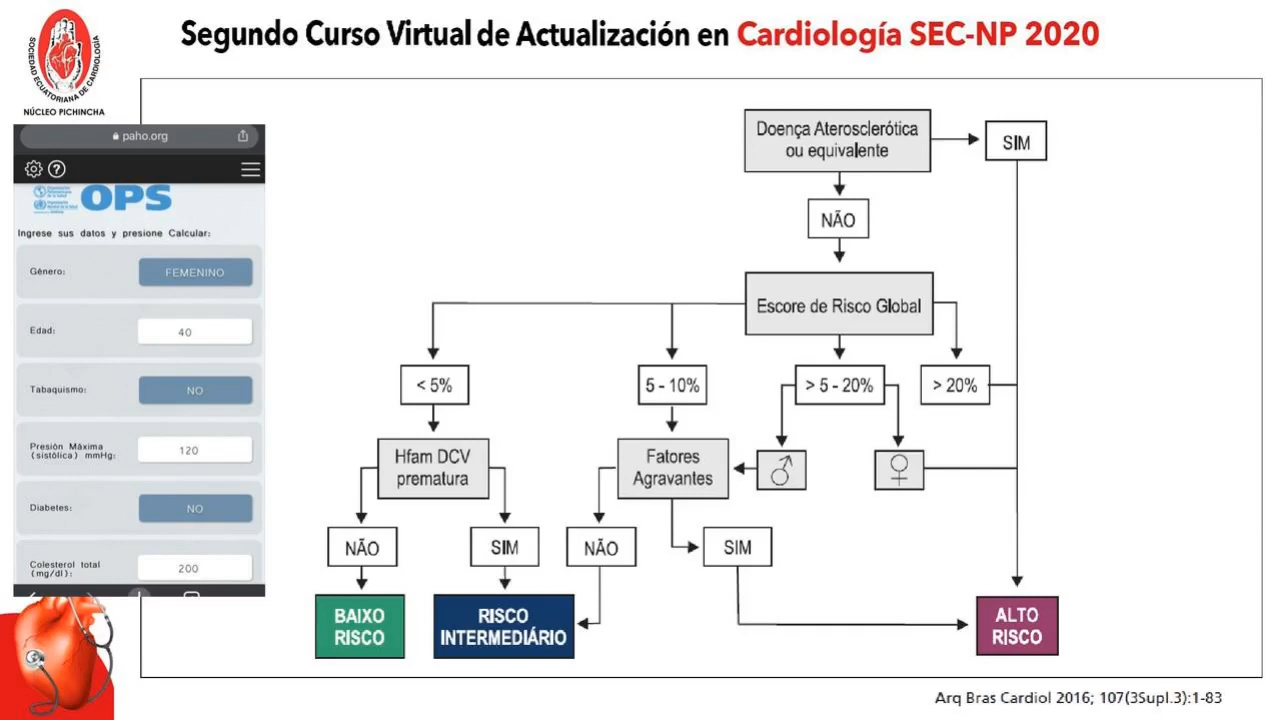 Segundo Curso Virtual de Actualización en Cardiología SEC-NP 2020
SOCIEDAD ECUATORIANA DE CARDIOLOGÍA
NÚCLEO PICHINCHA
paho.org
OPS
Ingrese sus datos y presione Calcular:
Género:
FEMENINO
Edad:
40
Tabaquismo:
NO
Presión Máxima
(sistólica) mmHg:
120
Diabetes:
NO
Colesterol total
(mg/dl):
200
Doença Aterosclerótica
ou equivalente
SIM
NÃO
Escore de Risco Global
< 5%
5 - 10%
> 5 - 20%
> 20%
Hfam DCV
prematura
Fatores
Agravantes
NÃO
SIM
NÃO
SIM
BAIXO
RISCO
RISCO
INTERMEDIÁRIO
ALTO
RISCO
Arq Bras Cardiol 2016; 107(3Supl.3):1-83